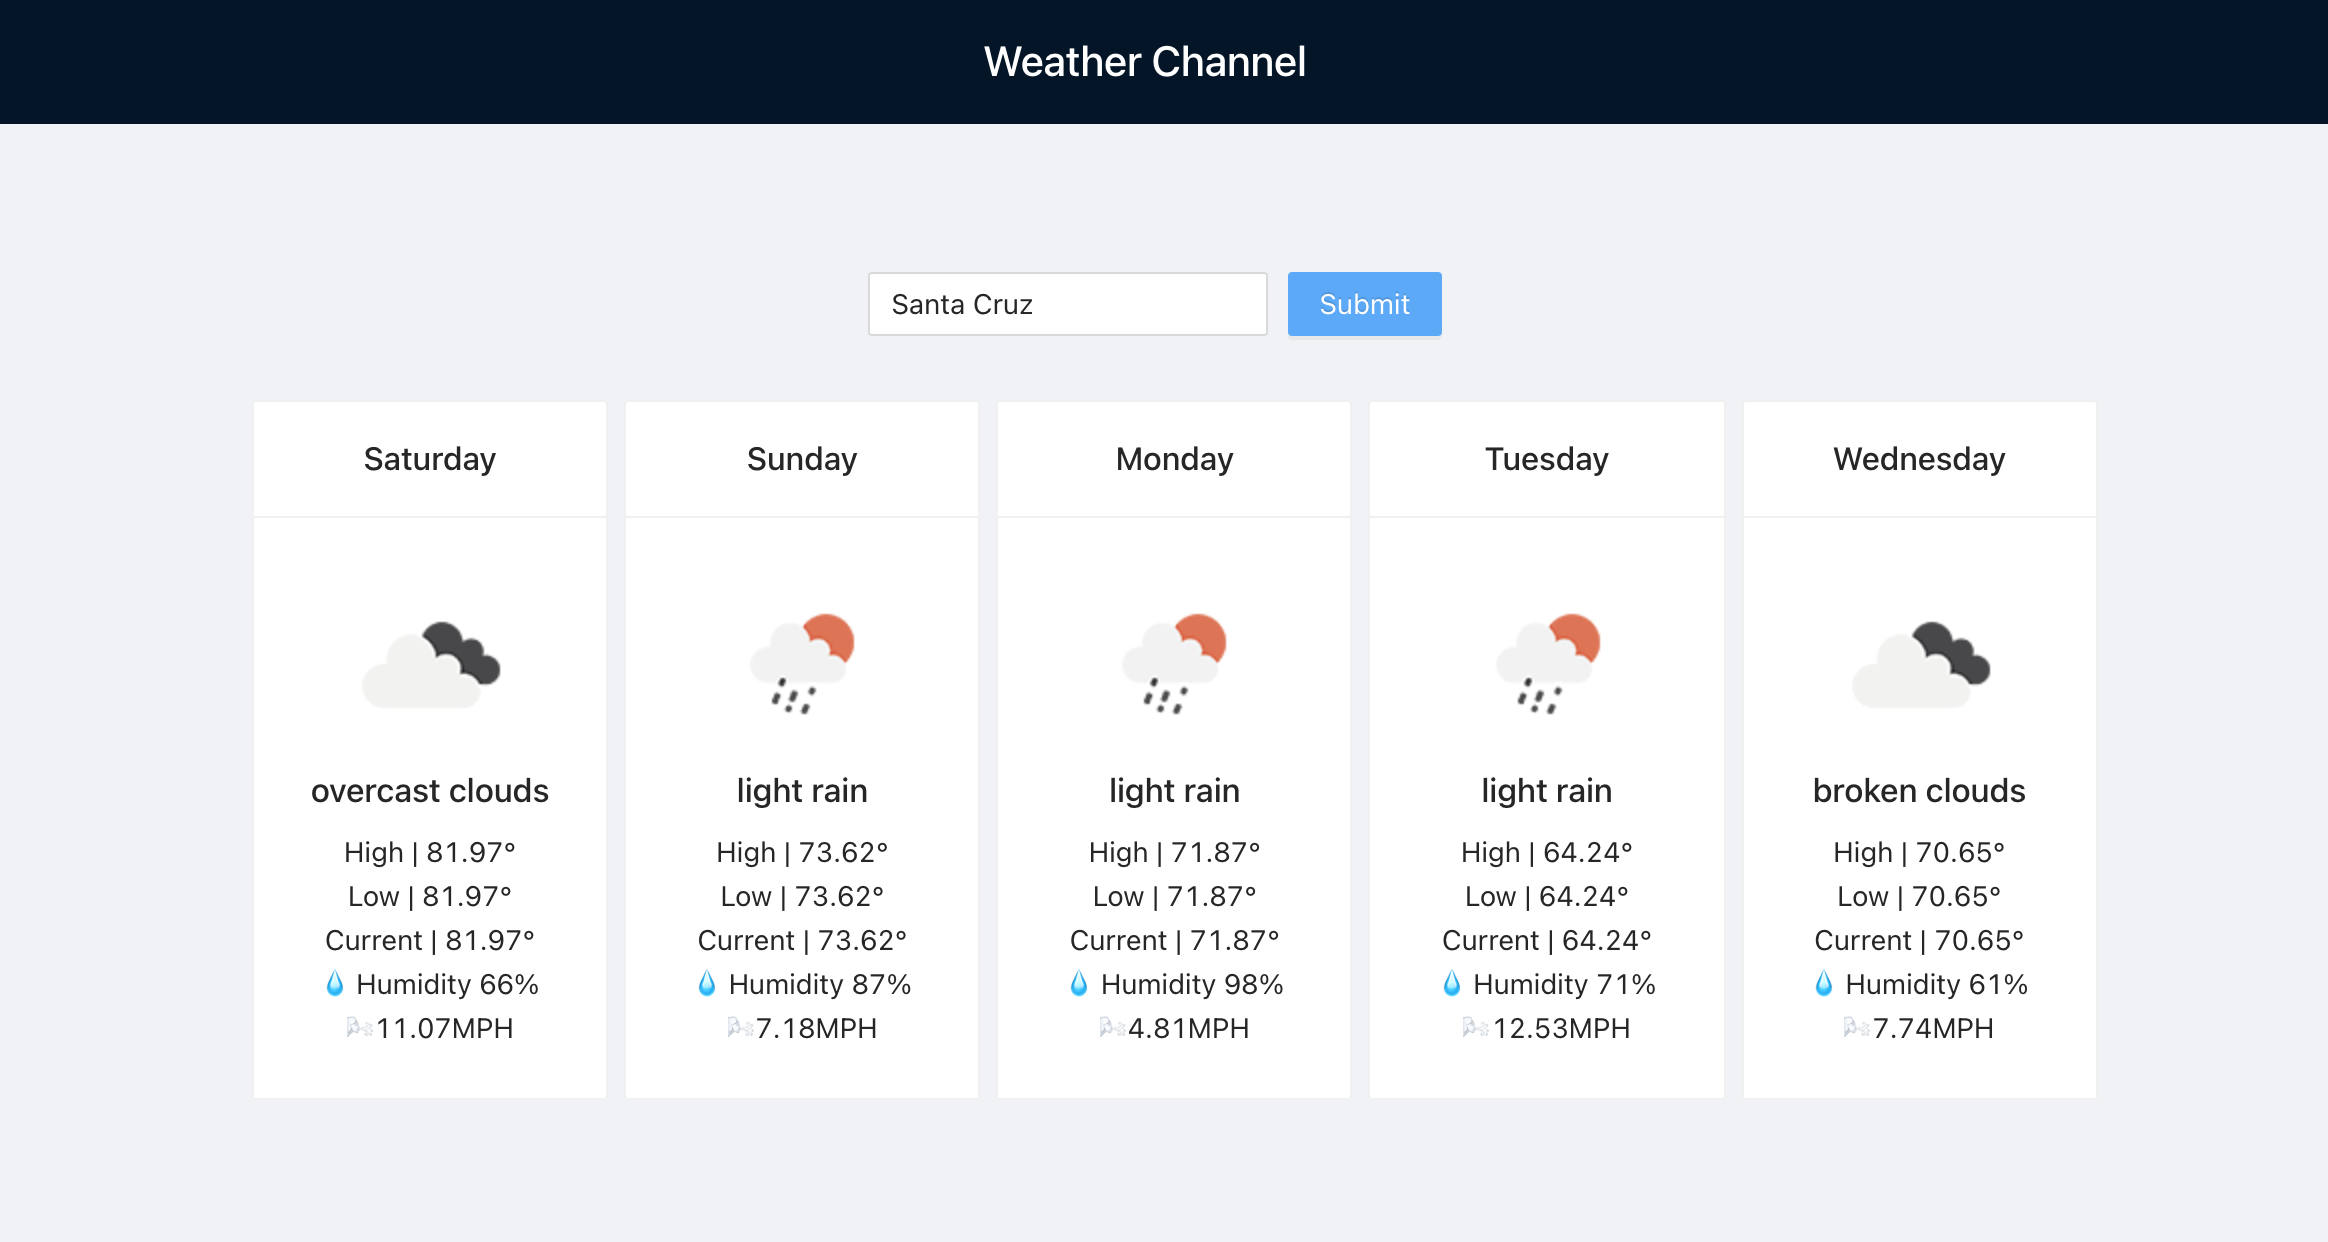 Weather Channel
Santa Cruz
Submit
Saturday
overcast clouds
High | 81.97°
Low | 81.97°
Current | 81.97°
💧 Humidity 66%
🌬11.07MPH
Sunday
light rain
High | 73.62°
Low | 73.62°
Current | 73.62°
💧 Humidity 87%
🌬7.18MPH
Monday
light rain
High | 71.87°
Low | 71.87°
Current | 71.87°
💧 Humidity 98%
🌬4.81MPH
Tuesday
light rain
High | 64.24°
Low | 64.24°
Current | 64.24°
💧 Humidity 71%
🌬12.53MPH
Wednesday
broken clouds
High | 70.65°
Low | 70.65°
Current | 70.65°
💧 Humidity 61%
🌬7.74MPH